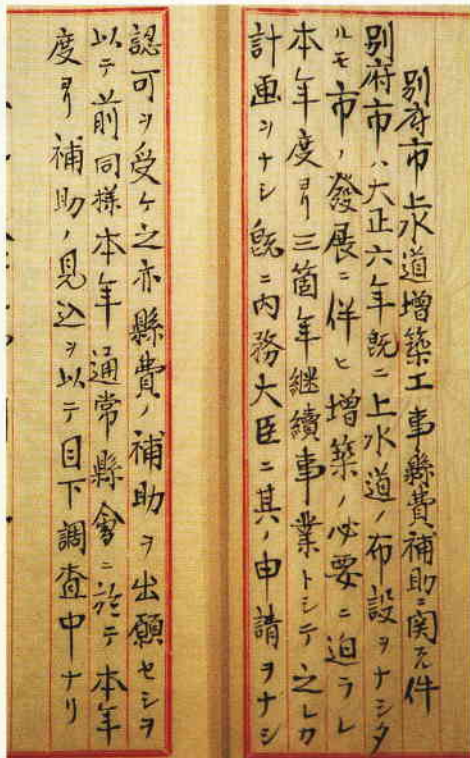 別府市上水道增築工事縣費補助ニ関スル件
別府市ハ大正六年既ニ上水道ノ布設ヲナシタ
ルモ市ノ發展ニ伴ヒ增築ノ必要ニ迫ラレ
本年度ヨリ三箇年継續事業トシテ之レカ
計画ヲナシ既ニ内務大臣ニ其ノ申請ヲナシ
認可ヲ受ケ之亦縣費ノ補助ヲ出願セシヲ
以テ前同様本年通常縣會ニ於テ本年
度ヨリ補助ノ見込ヲ以テ目下調査中ナリ